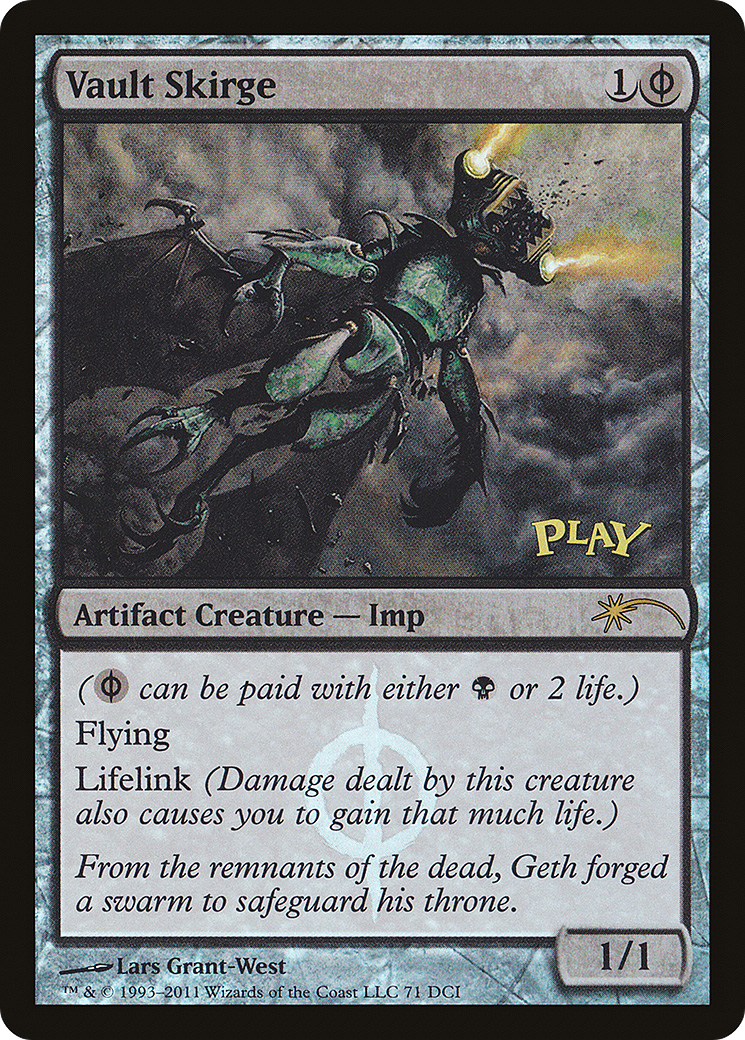 Vault Skirge 1
PLAY
Artifact Creature — Imp
( can be paid with either or 2 life.)
Flying
Lifelink (Damage dealt by this creature
also causes you to gain that much life.)
From the remnants of the dead, Geth forged
a swarm to safeguard his throne.
1/1
Lars Grant-West
™ & © 1993–2011 Wizards of the Coast LLC 71 DCI